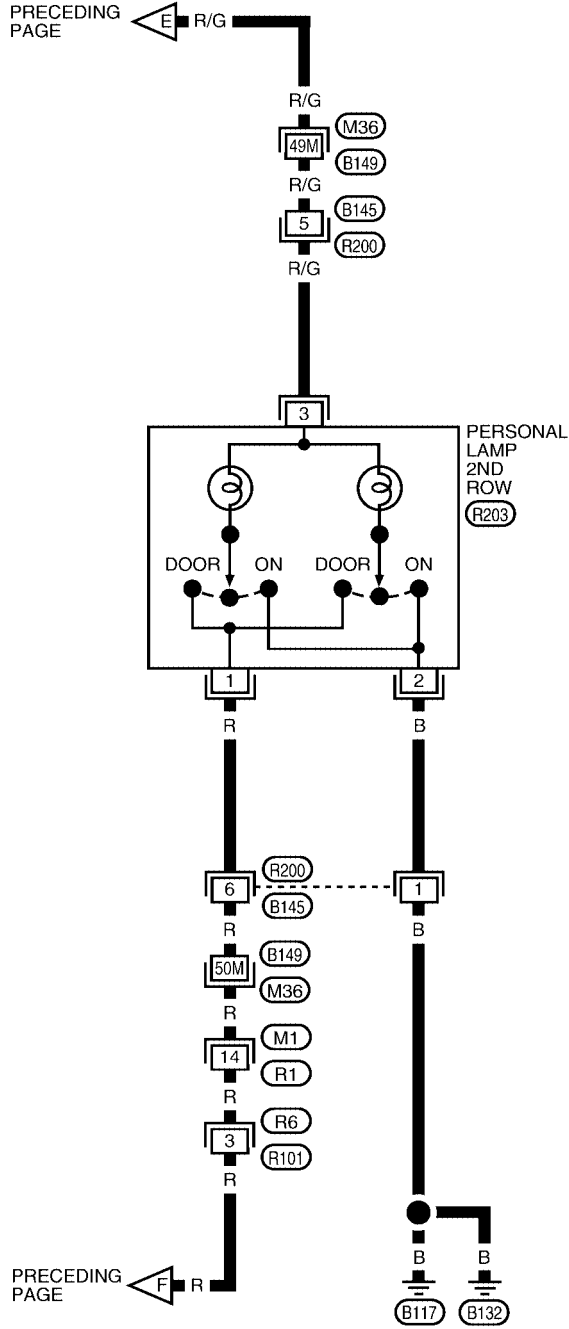 PRECEDING
PAGE
E
R/G
R/G
M36
49M
B149
R/G
B145
5
R200
R/G
3
PERSONAL
LAMP
2ND
ROW
R203
DOOR ON
DOOR ON
1
2
R
B
R200
6
1
B145
R
B
B149
50M
M36
R
M1
14
R1
R
R6
3
R101
R
B
B
PRECEDING
PAGE
F
R
B117
B132